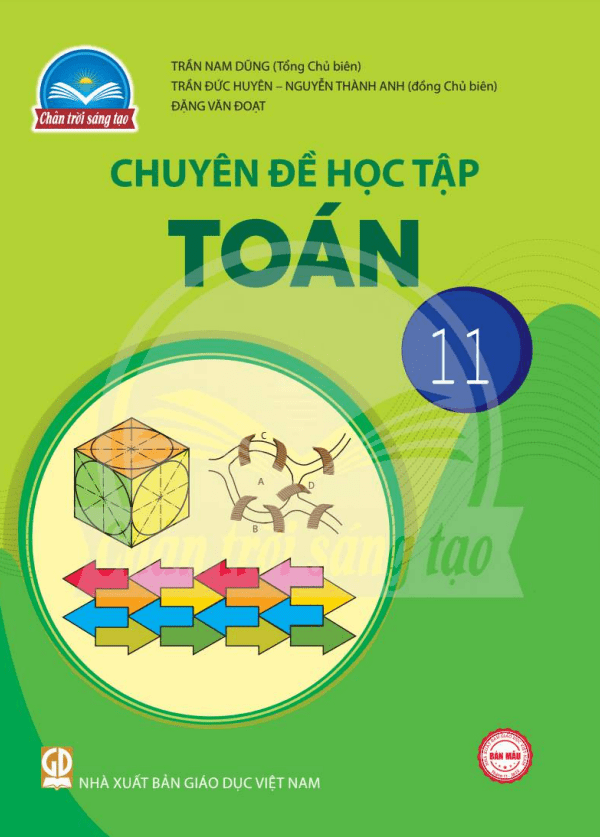 TRẦN NAM DŨNG (Tổng Chủ biên)
TRẦN ĐỨC HUYÊN – NGUYỄN THÀNH ANH (đồng Chủ biên)
ĐẶNG VĂN ĐOẠT
Chân trời sáng tạo
CHUYÊN ĐỀ HỌC TẬP
TOÁN
11
C
A
D
B
Chân trời sáng tạo
GD
NHÀ XUẤT BẢN GIÁO DỤC VIỆT NAM
BẢN MẪU